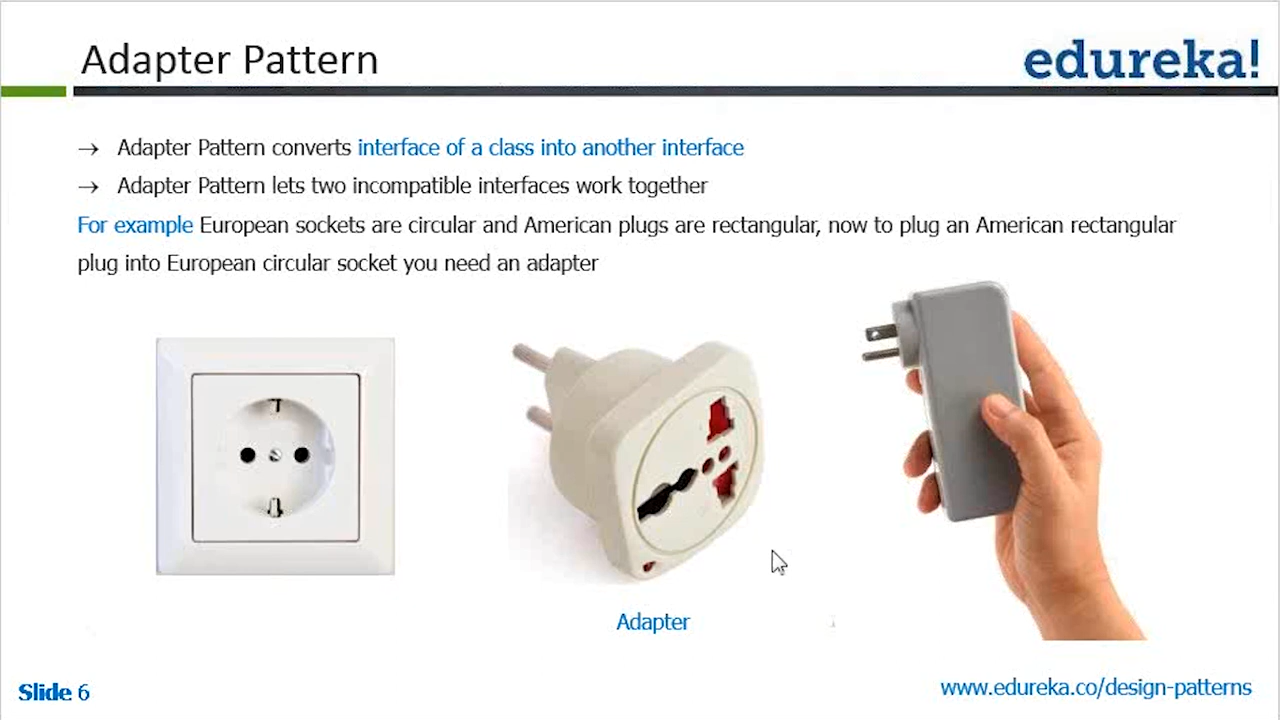 Adapter Pattern
edureka!
→ Adapter Pattern converts interface of a class into another interface
→ Adapter Pattern lets two incompatible interfaces work together
For example European sockets are circular and American plugs are rectangular, now to plug an American rectangular
plug into European circular socket you need an adapter
Adapter
Slide 6
www.edureka.co/design-patterns